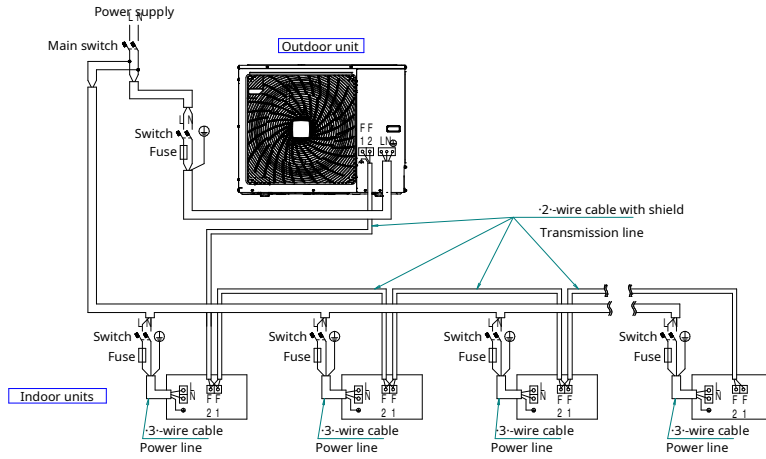 Power supply
L N
Main switch
Outdoor unit
L N
Switch
Fuse
F F
1 2 L N
·2·-wire cable with shield
Transmission line
L N
L N
L N
L N
Switch
Switch
Switch
Switch
Fuse
Fuse
Fuse
Fuse
Indoor units
L
N
F F
2 1
L
N
F F
2 1
L
N
F F
2 1
L
N
F F
2 1
·3·-wire cable
·3·-wire cable
·3·-wire cable
·3·-wire cable
Power line
Power line
Power line
Power line